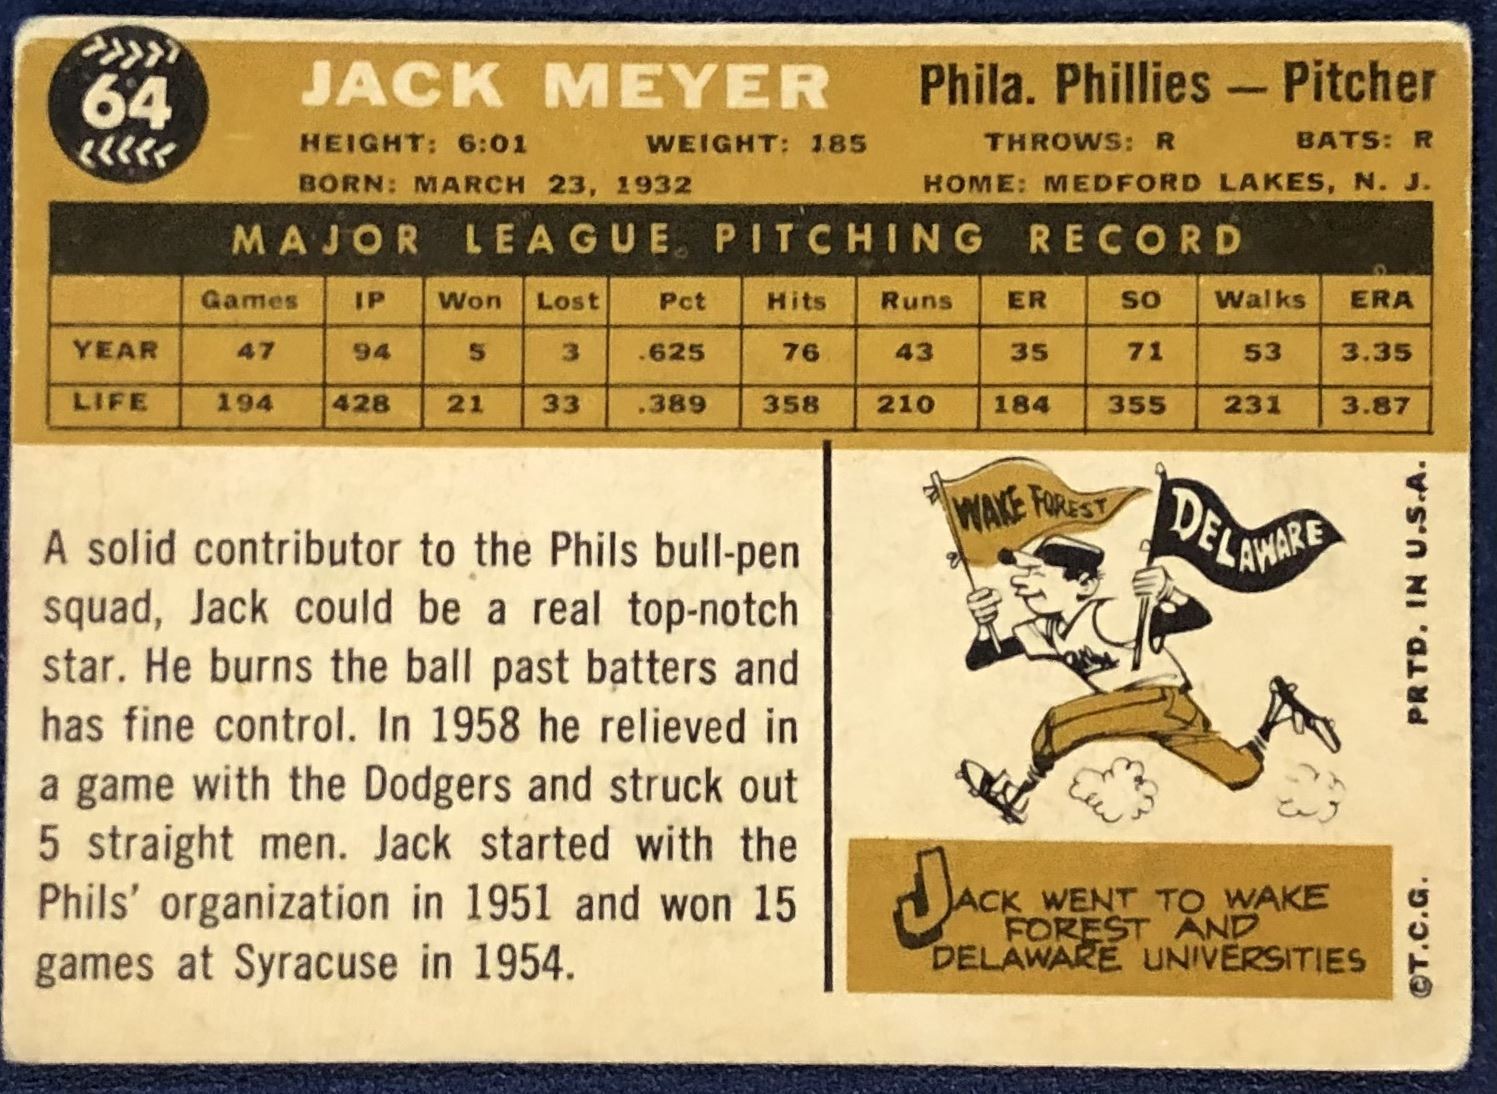 64
JACK MEYER
Phila. Phillies — Pitcher
HEIGHT: 6:01 WEIGHT: 185 THROWS: R BATS: R
BORN: MARCH 23, 1932 HOME: MEDFORD LAKES, N. J.
MAJOR LEAGUE PITCHING RECORD
Games IP Won Lost Pct Hits Runs ER SO Walks ERA
YEAR 47 94 5 3 .625 76 43 35 71 53 3.35
LIFE 194 428 21 33 .389 358 210 184 355 231 3.87
A solid contributor to the Phils bull-pen
squad, Jack could be a real top-notch
star. He burns the ball past batters and
has fine control. In 1958 he relieved in
a game with the Dodgers and struck out
5 straight men. Jack started with the
Phils' organization in 1951 and won 15
games at Syracuse in 1954.
WAKE FOREST
DELAWARE
JACK WENT TO WAKE
FOREST AND
DELAWARE UNIVERSITIES
PRTD. IN U.S.A.
©T.C.G.